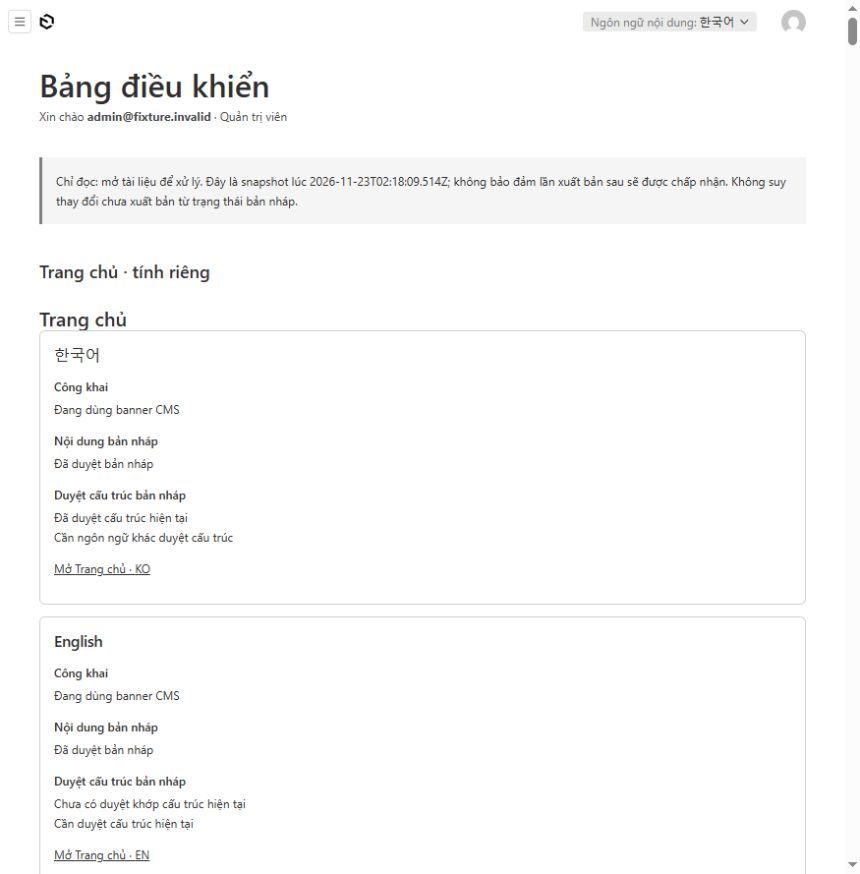 Ngôn ngữ nội dung: 한국어
Bảng điều khiển
Xin chào admin@fixture.invalid · Quản trị viên
Chỉ đọc: mở tài liệu để xử lý. Đây là snapshot lúc 2026-11-23T02:18:09.514Z; không bảo đảm lần xuất bản sau sẽ được chấp nhận. Không suy
thay đổi chưa xuất bản từ trạng thái bản nháp.
Trang chủ · tính riêng
Trang chủ
한국어
Công khai
Đang dùng banner CMS
Nội dung bản nháp
Đã duyệt bản nháp
Duyệt cấu trúc bản nháp
Đã duyệt cấu trúc hiện tại
Cần ngôn ngữ khác duyệt cấu trúc
Mở Trang chủ · KO
English
Công khai
Đang dùng banner CMS
Nội dung bản nháp
Đã duyệt bản nháp
Duyệt cấu trúc bản nháp
Chưa có duyệt khớp cấu trúc hiện tại
Cần duyệt cấu trúc hiện tại
Mở Trang chủ · EN